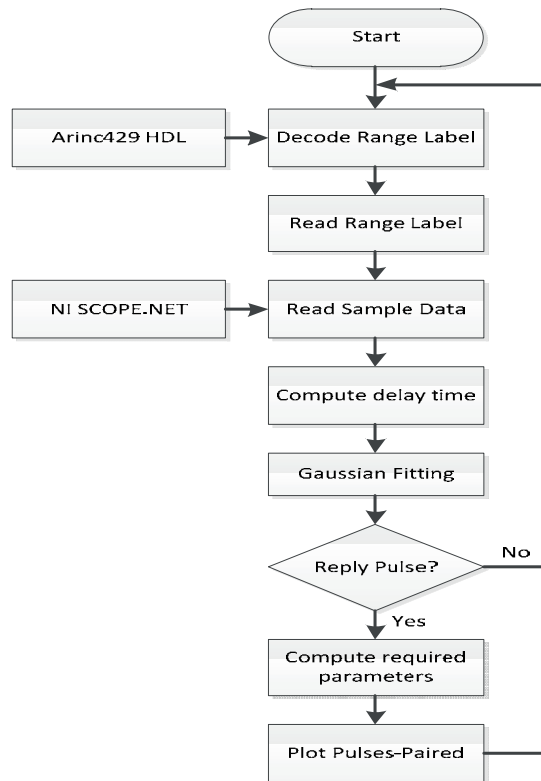 Start
Arinc429 HDL
Decode Range Label
Read Range Label
NI SCOPE.NET
Read Sample Data
Compute delay time
Gaussian Fitting
Reply Pulse?
No
Yes
Compute required
parameters
Plot Pulses-Paired